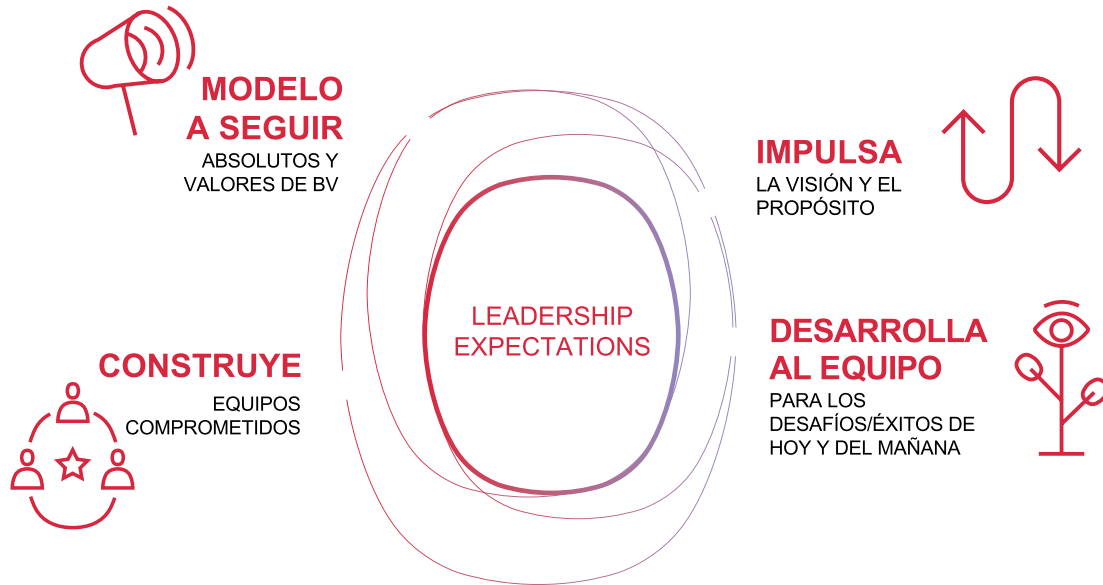 MODELO
A SEGUIR
ABSOLUTOS Y
VALORES DE BV
IMPULSA
LA VISIÓN Y EL
PROPÓSITO
LEADERSHIP
EXPECTATIONS
CONSTRUYE
EQUIPOS
COMPROMETIDOS
DESARROLLA
AL EQUIPO
PARA LOS
DESAFÍOS/ÉXITOS DE
HOY Y DEL MAÑANA